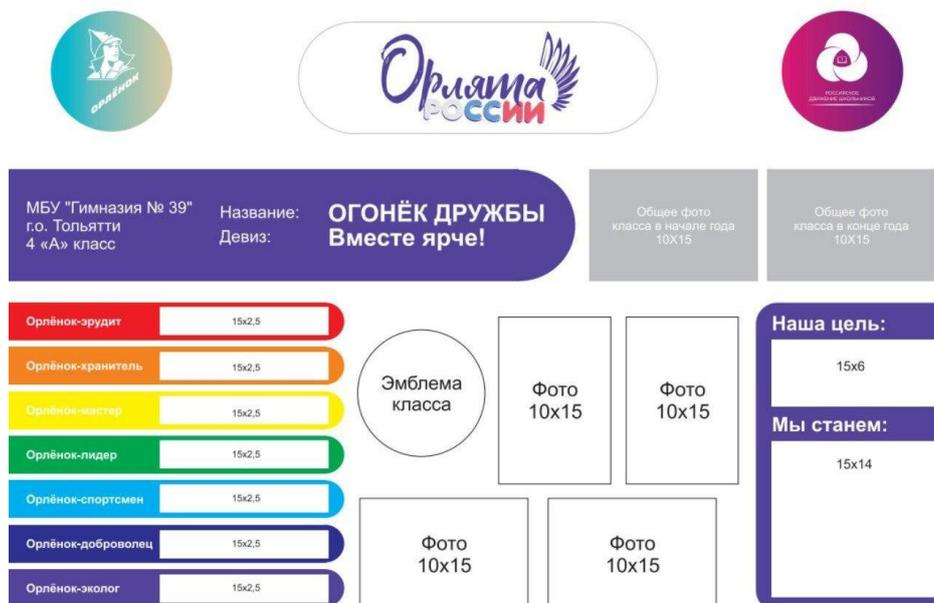 ОРЛЁНОК
Орлята
РОССИИ
РОССИЙСКОЕ
ДВИЖЕНИЕ ШКОЛЬНИКОВ
МБУ "Гимназия № 39"
г.о. Тольятти
4 «А» класс
Название:
Девиз:
ОГОНЁК ДРУЖБЫ
Вместе ярче!
Общее фото
класса в начале года
10Х15
Общее фото
класса в конце года
10Х15
Орлёнок-эрудит
15х2,5
Орлёнок-хранитель
15х2,5
Орлёнок-мастер
15х2,5
Орлёнок-лидер
15х2,5
Орлёнок-спортсмен
15х2,5
Орлёнок-доброволец
15х2,5
Орлёнок-эколог
15х2,5
Эмблема
класса
Фото
10х15
Фото
10х15
Фото
10х15
Фото
10х15
Наша цель:
15х6
Мы станем:
15х14